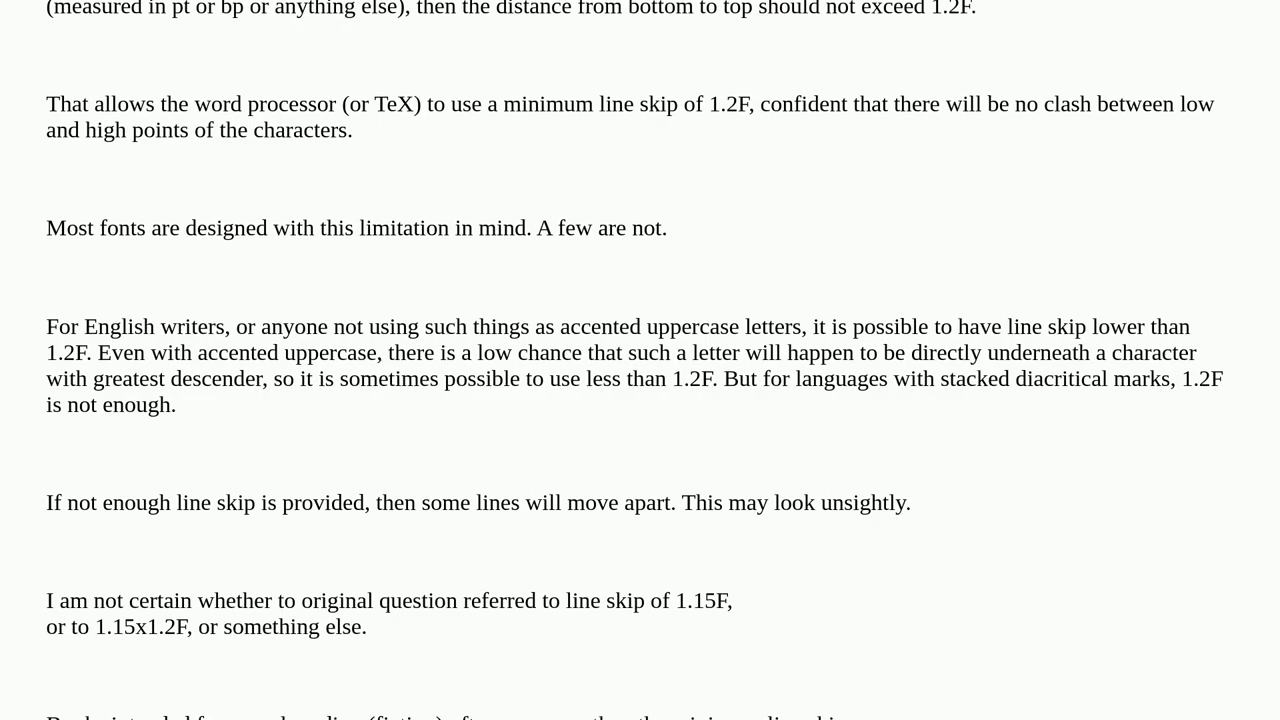 (measured in pt or bp or anything else), then the distance from bottom to top should not exceed 1.2F.
That allows the word processor (or TeX) to use a minimum line skip of 1.2F, confident that there will be no clash between low
and high points of the characters.
Most fonts are designed with this limitation in mind. A few are not.
For English writers, or anyone not using such things as accented uppercase letters, it is possible to have line skip lower than
1.2F. Even with accented uppercase, there is a low chance that such a letter will happen to be directly underneath a character
with greatest descender, so it is sometimes possible to use less than 1.2F. But for languages with stacked diacritical marks, 1.2F
is not enough.
If not enough line skip is provided, then some lines will move apart. This may look unsightly.
I am not certain whether to original question referred to line skip of 1.15F,
or to 1.15x1.2F, or something else.